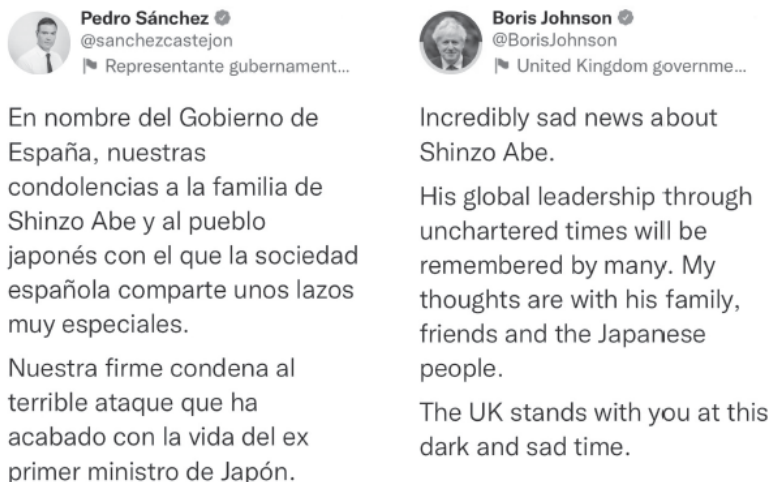 Pedro Sánchez
@sanchezcastejon
Representante gubernament...
En nombre del Gobierno de
España, nuestras
condolencias a la familia de
Shinzo Abe y al pueblo
japonés con el que la sociedad
española comparte unos lazos
muy especiales.
Nuestra firme condena al
terrible ataque que ha
acabado con la vida del ex
primer ministro de Japón.
Boris Johnson
@BorisJohnson
United Kingdom governme...
Incredibly sad news about
Shinzo Abe.
His global leadership through
unchartered times will be
remembered by many. My
thoughts are with his family,
friends and the Japanese
people.
The UK stands with you at this
dark and sad time.